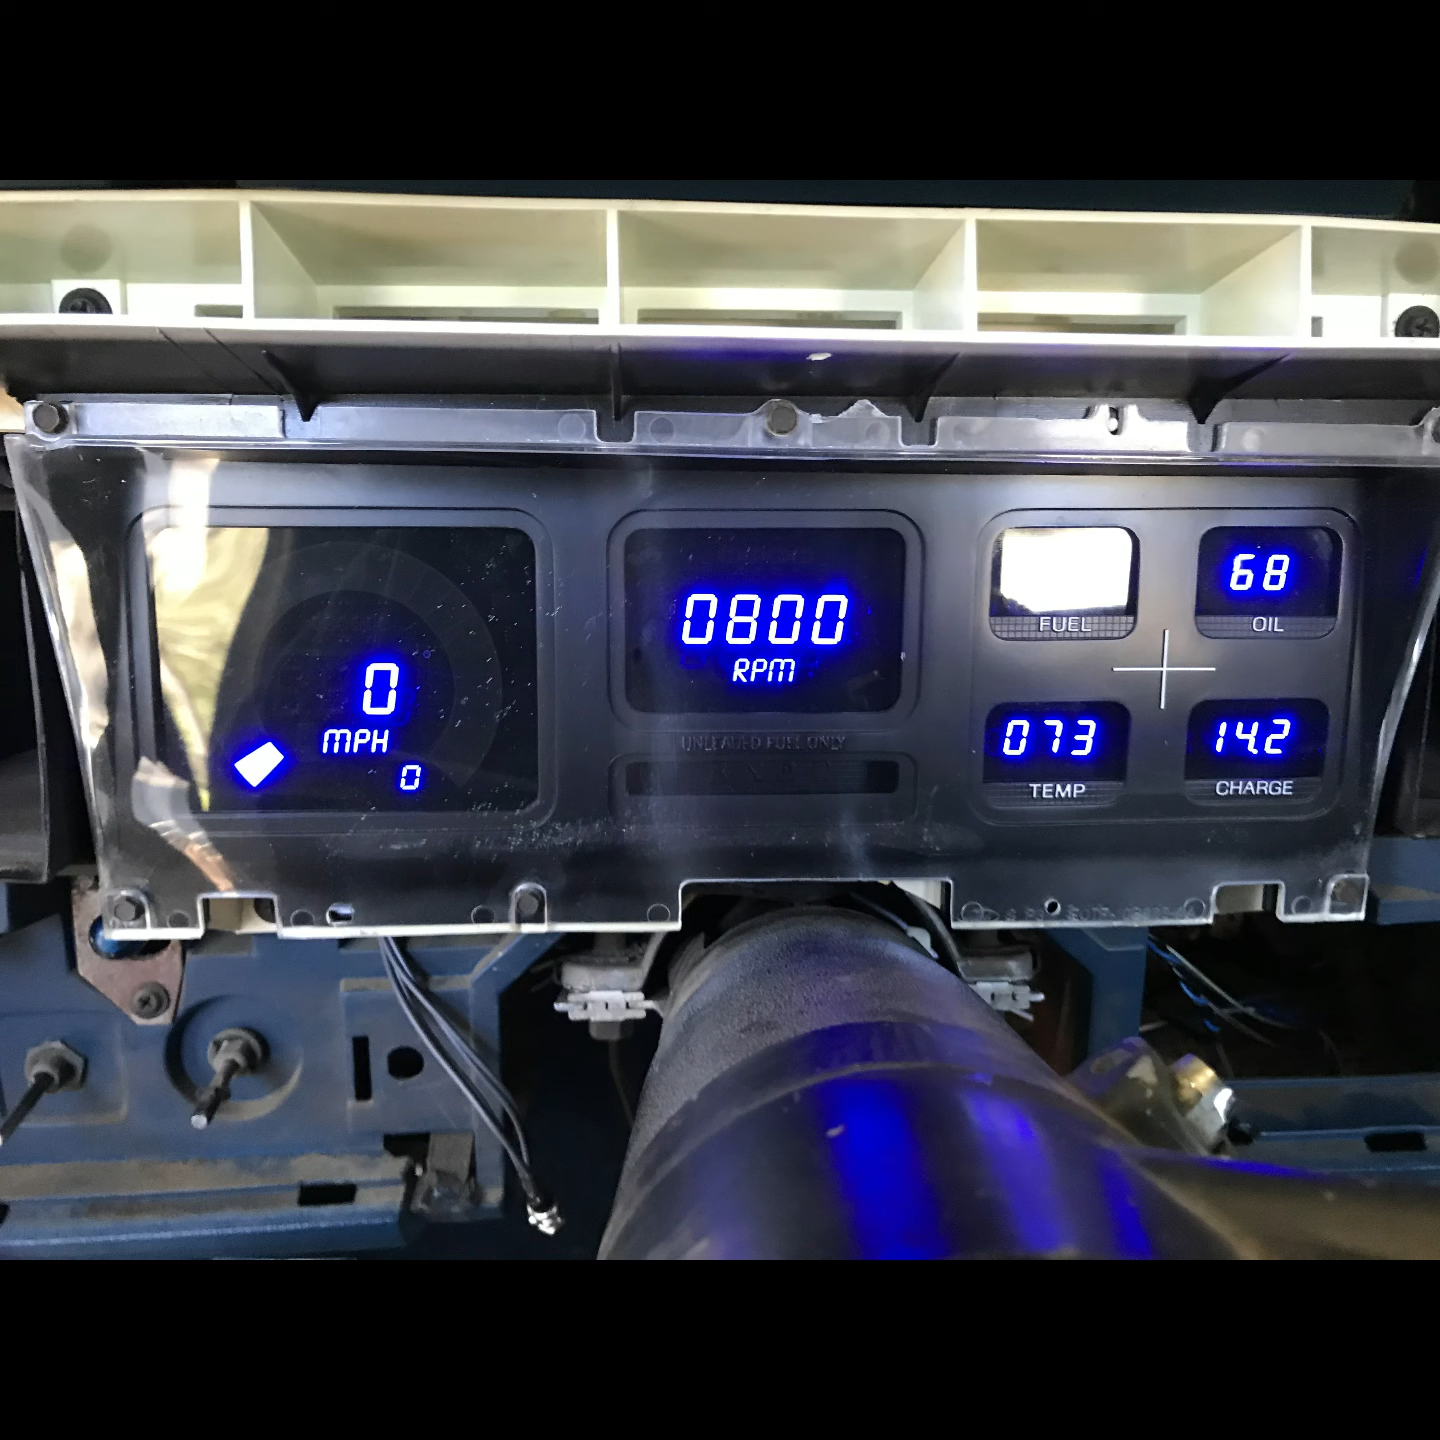 0
MPH
0
0800
RPM
UNLEADED FUEL ONLY
FUEL
68
OIL
073
TEMP
14.2
CHARGE